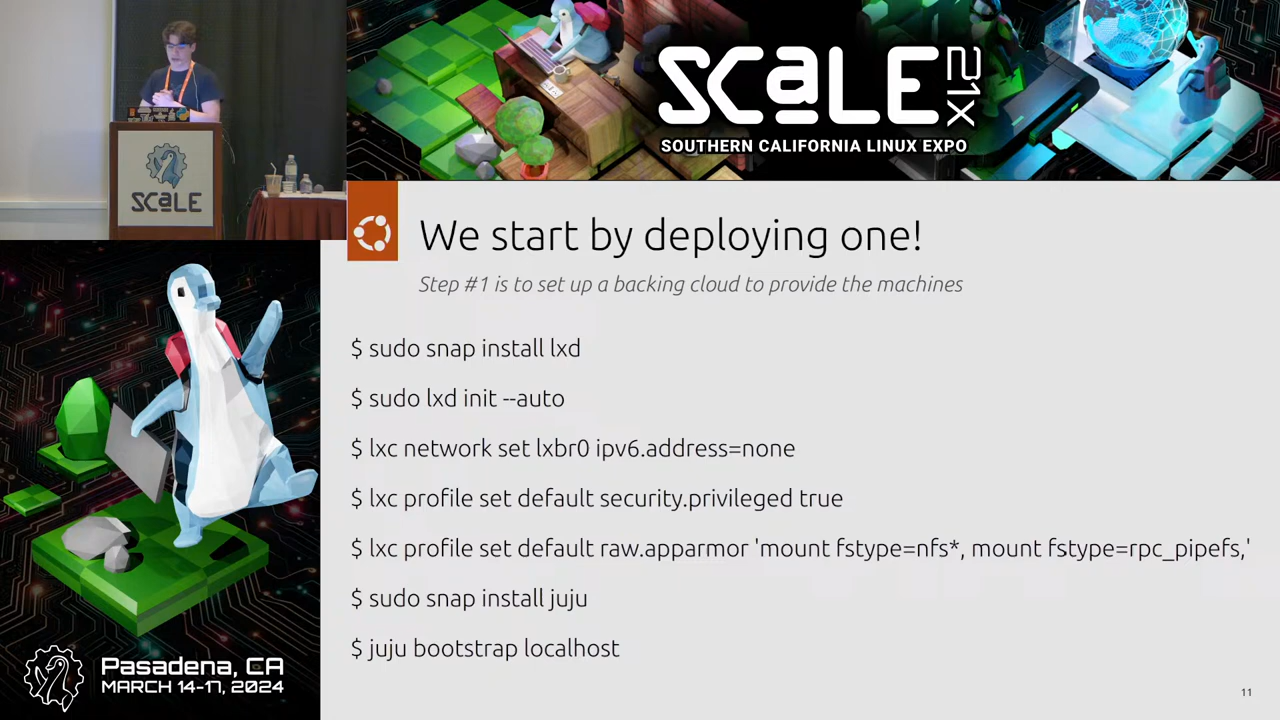 SCALE 21X
SOUTHERN CALIFORNIA LINUX EXPO
SCALE
We start by deploying one!
Step #1 is to set up a backing cloud to provide the machines
$ sudo snap install lxd
$ sudo lxd init --auto
$ lxc network set lxbr0 ipv6.address=none
$ lxc profile set default security.privileged true
$ lxc profile set default raw.apparmor 'mount fstype=nfs*, mount fstype=rpc_pipefs,'
$ sudo snap install juju
$ juju bootstrap localhost
Pasadena, CA
MARCH 14-17, 2024
11